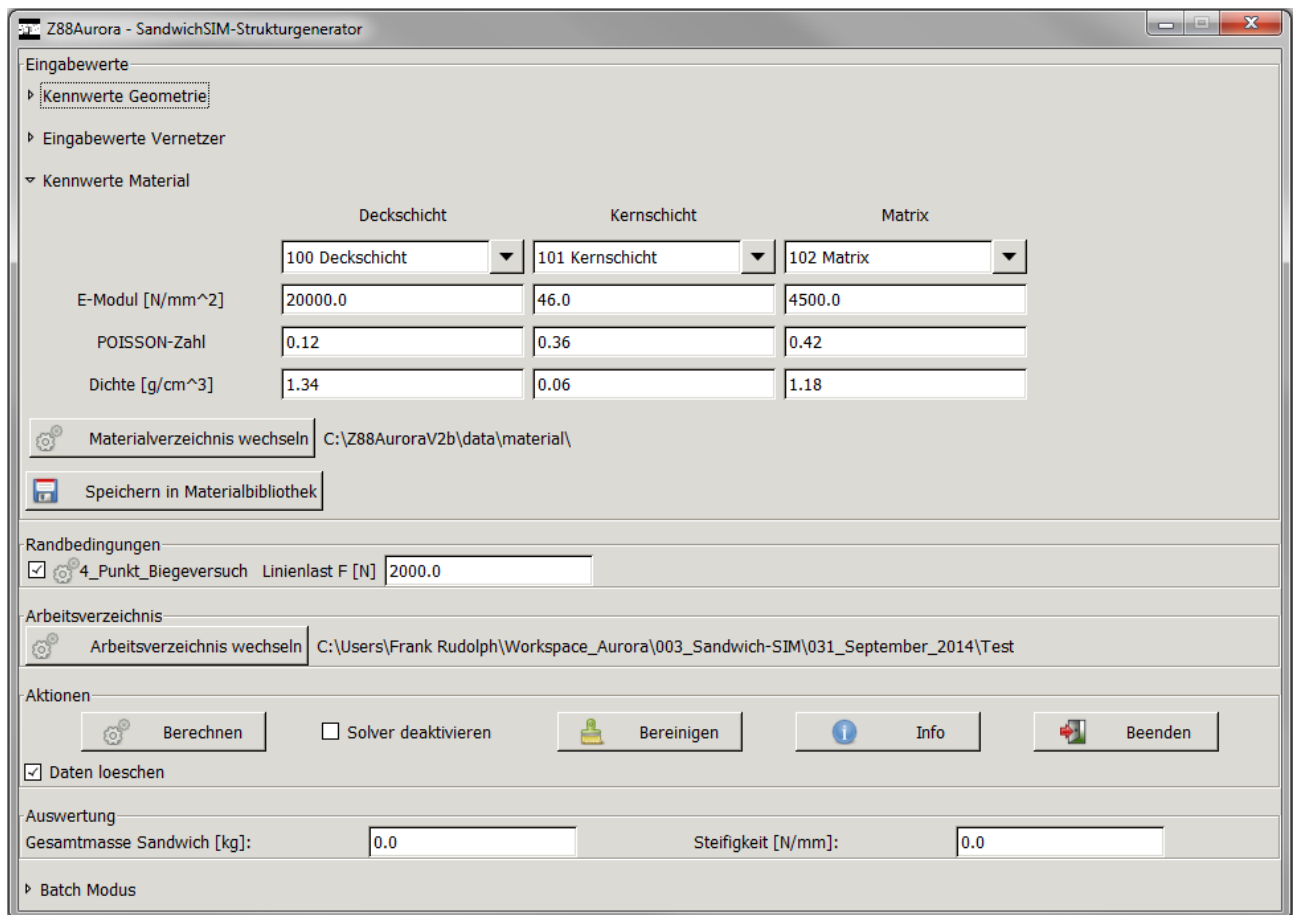 Z88Aurora - SandwichSIM-Strukturgenerator
Eingabewerte
Kennwerte Geometrie
Eingabewerte Vernetzer
Kennwerte Material
Deckschicht Kernschicht Matrix
100 Deckschicht 101 Kernschicht 102 Matrix
E-Modul [N/mm^2] 20000.0 46.0 4500.0
POISSON-Zahl 0.12 0.36 0.42
Dichte [g/cm^3] 1.34 0.06 1.18
Materialverzeichnis wechseln C:\Z88AuroraV2b\data\material\
Speichern in Materialbibliothek
Randbedingungen
4_Punkt_Biegeversuch Linienlast F [N] 2000.0
Arbeitsverzeichnis
Arbeitsverzeichnis wechseln C:\Users\Frank Rudolph\Workspace_Aurora\003_Sandwich-SIM\031_September_2014\Test
Aktionen
Berechnen Solver deaktivieren Bereinigen Info Beenden
Daten loeschen
Auswertung
Gesamtmasse Sandwich [kg]: 0.0 Steifigkeit [N/mm]: 0.0
Batch Modus